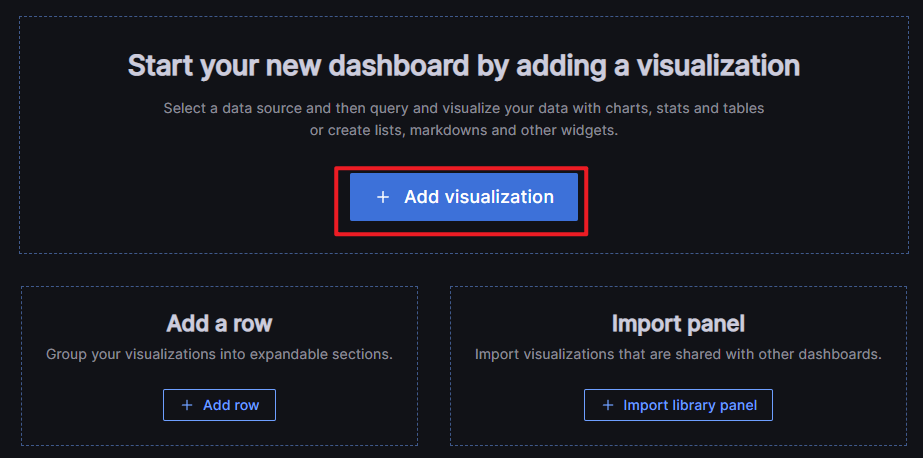 Start your new dashboard by adding a visualization
Select a data source and then query and visualize your data with charts, stats and tables
or create lists, markdowns and other widgets.
+ Add visualization
Add a row
Group your visualizations into expandable sections.
+ Add row
Import panel
Import visualizations that are shared with other dashboards.
+ Import library panel